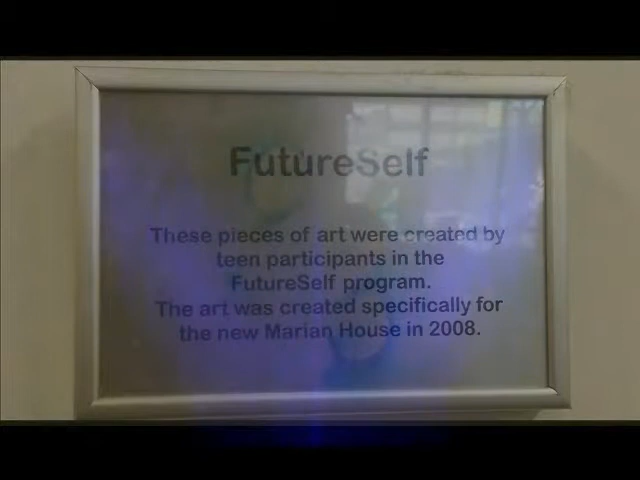 FutureSelf
These pieces of art were created by
teen participants in the
FutureSelf program.
The art was created specifically for
the new Marian House in 2008.